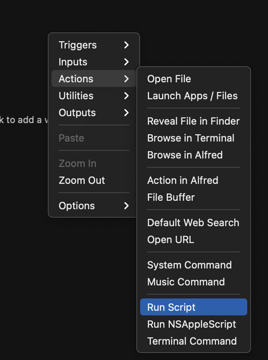 k to add a w
Triggers
Inputs
Actions
Utilities
Outputs
Paste
Zoom In
Zoom Out
Options
Open File
Launch Apps / Files
Reveal File in Finder
Browse in Terminal
Browse in Alfred
Action in Alfred
File Buffer
Default Web Search
Open URL
System Command
Music Command
Run Script
Run NSAppleScript
Terminal Command